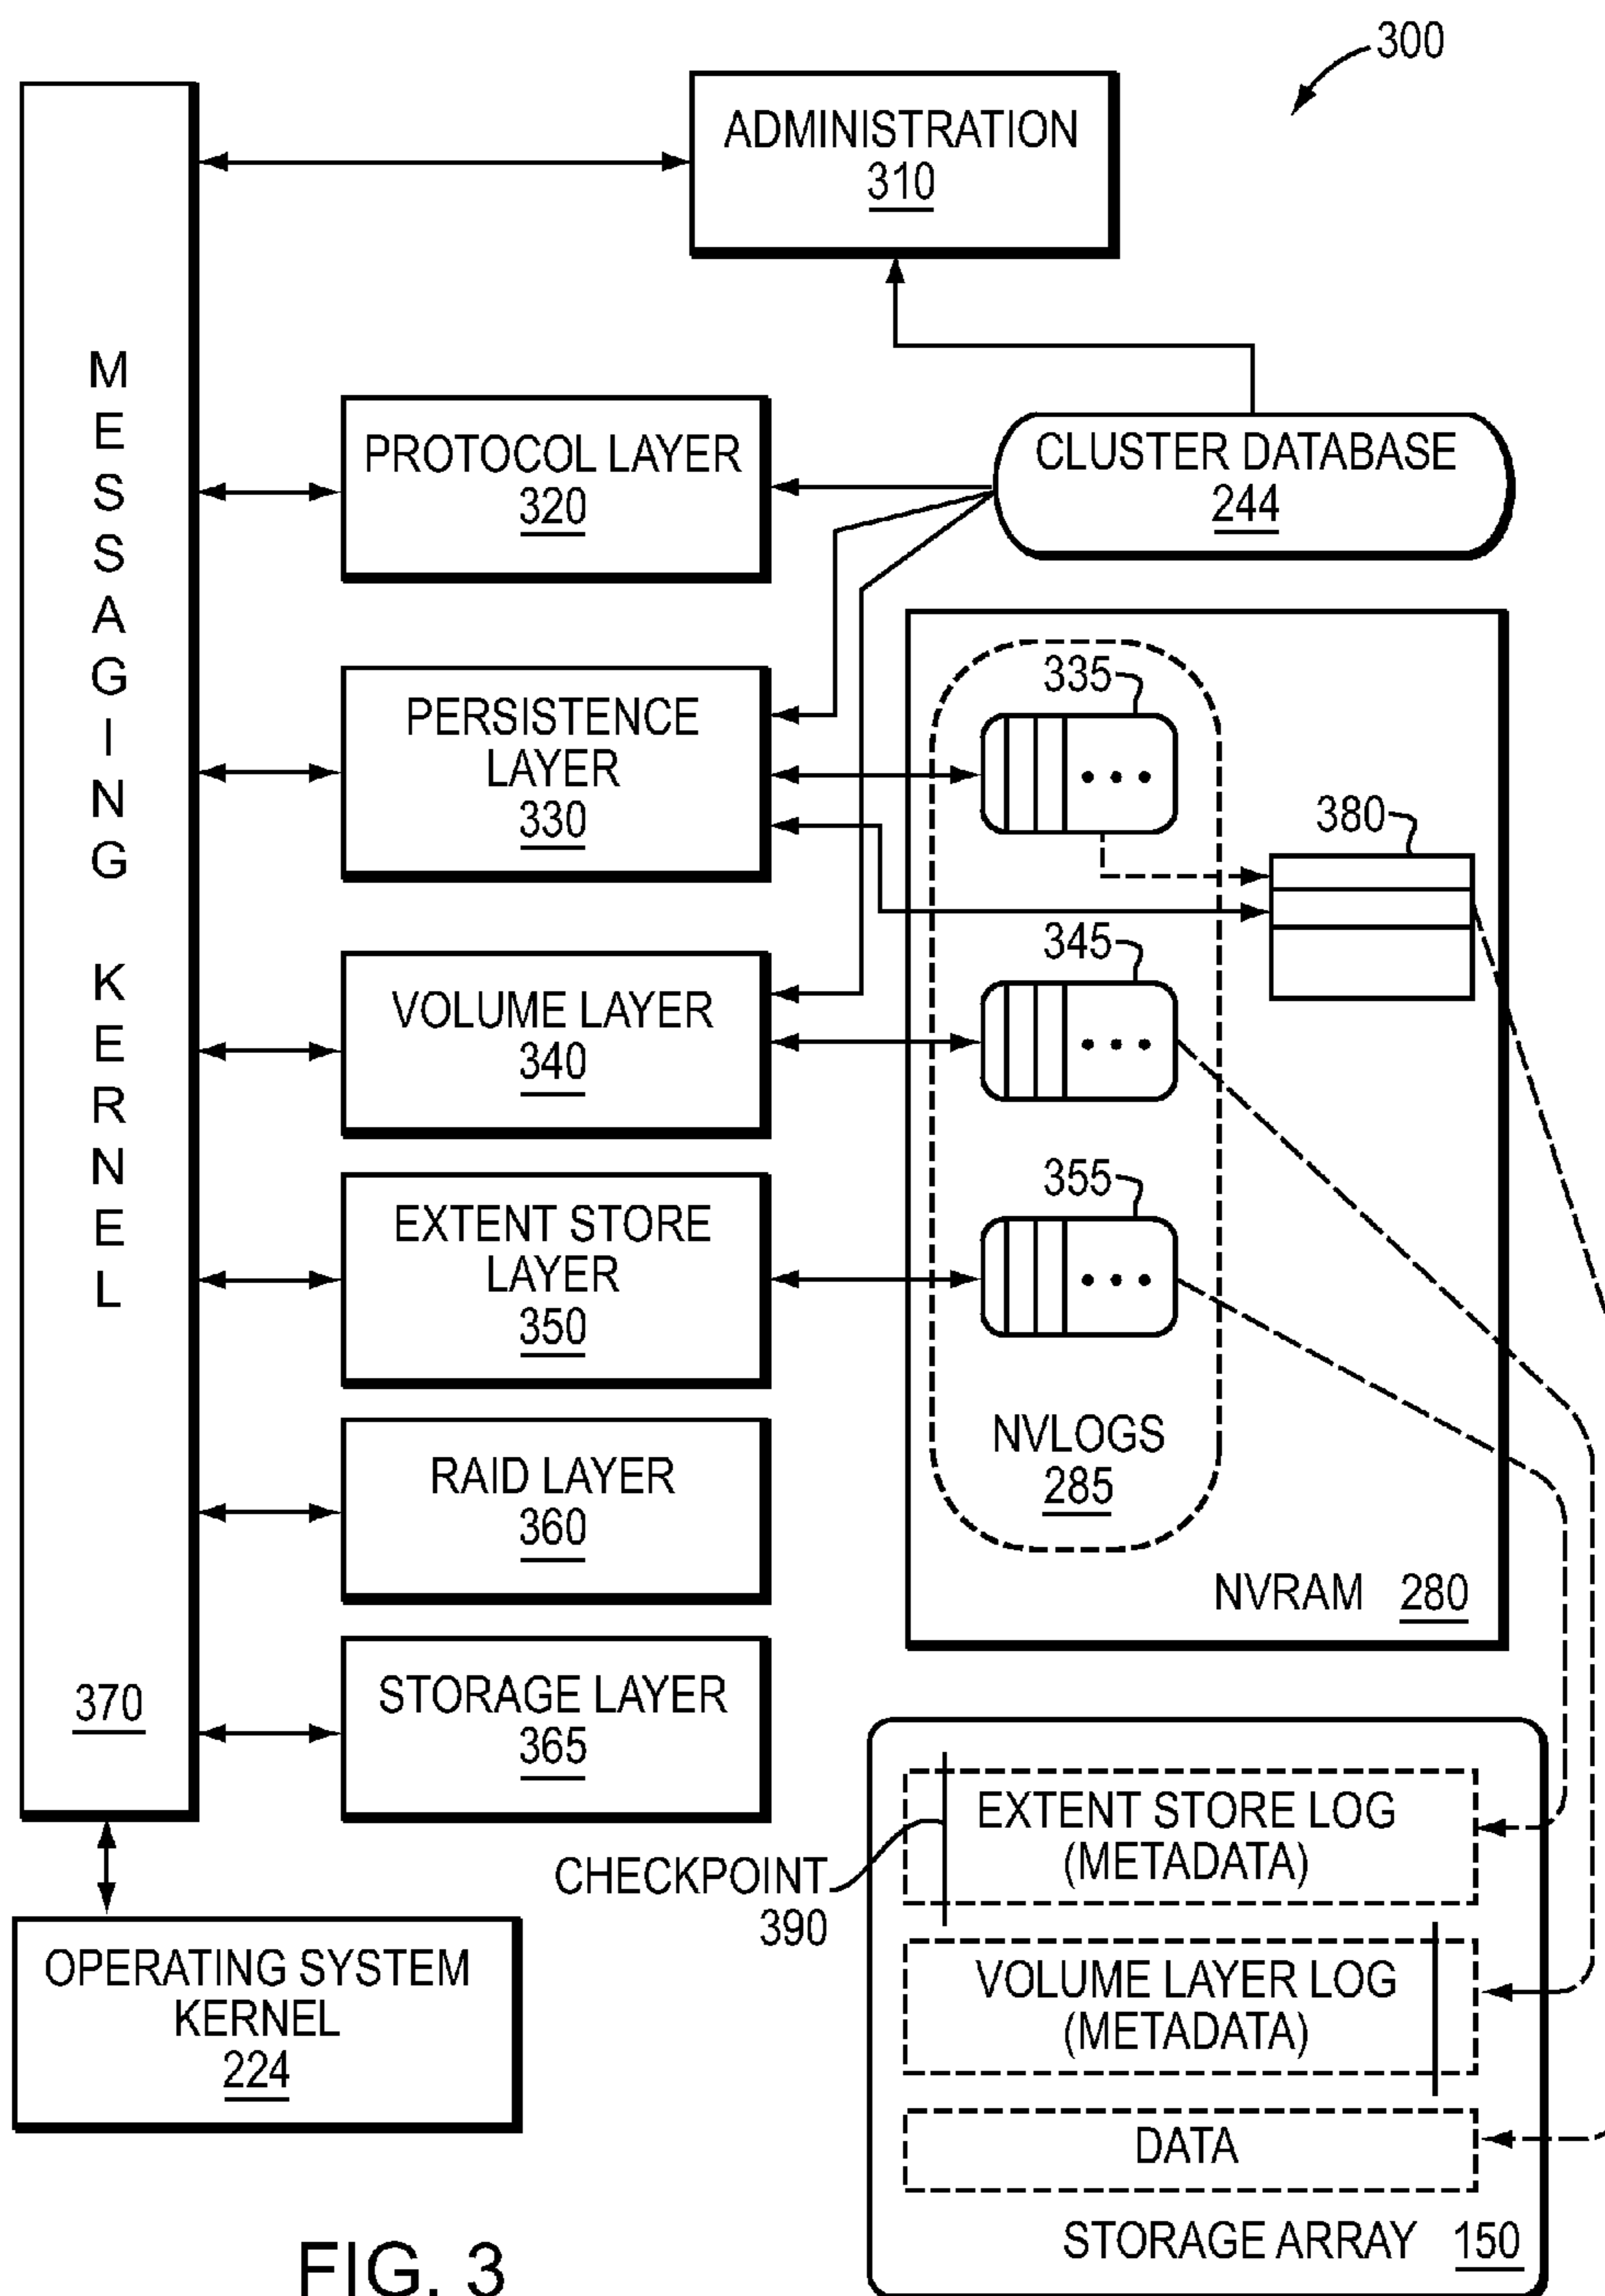 300
ADMINISTRATION
310
MESSAGING KERNEL
370
PROTOCOL LAYER
320
CLUSTER DATABASE
244
PERSISTENCE
LAYER
330
335
380
VOLUME LAYER
340
345
EXTENT STORE
LAYER
350
355
NVLOGS
285
RAID LAYER
360
NVRAM 280
STORAGE LAYER
365
EXTENT STORE LOG
(METADATA)
CHECKPOINT
390
VOLUME LAYER LOG
(METADATA)
DATA
STORAGE ARRAY 150
OPERATING SYSTEM
KERNEL
224
FIG. 3